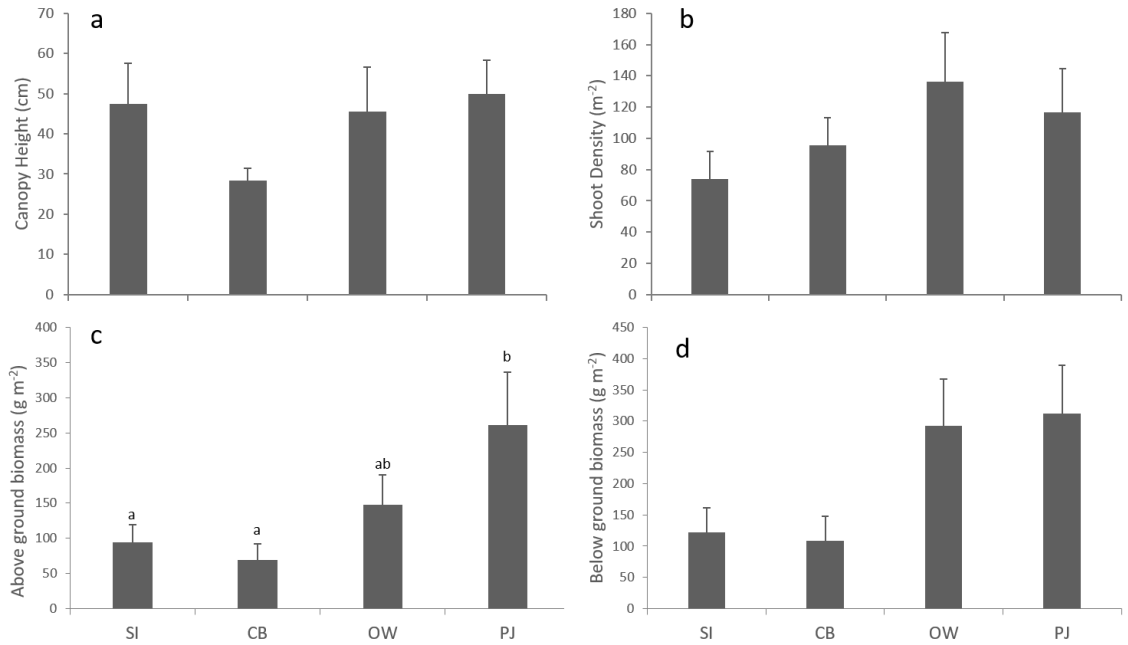 a
Canopy Height (cm)
70
60
50
40
30
20
10
0
b
Shoot Density (m⁻²)
180
160
140
120
100
80
60
40
20
0
c
Above ground biomass (g m⁻²)
400
350
300
250
200
150
100
50
0
a
a
ab
b
SI CB OW PJ
d
Below ground biomass (g m⁻²)
450
400
350
300
250
200
150
100
50
0
SI CB OW PJ